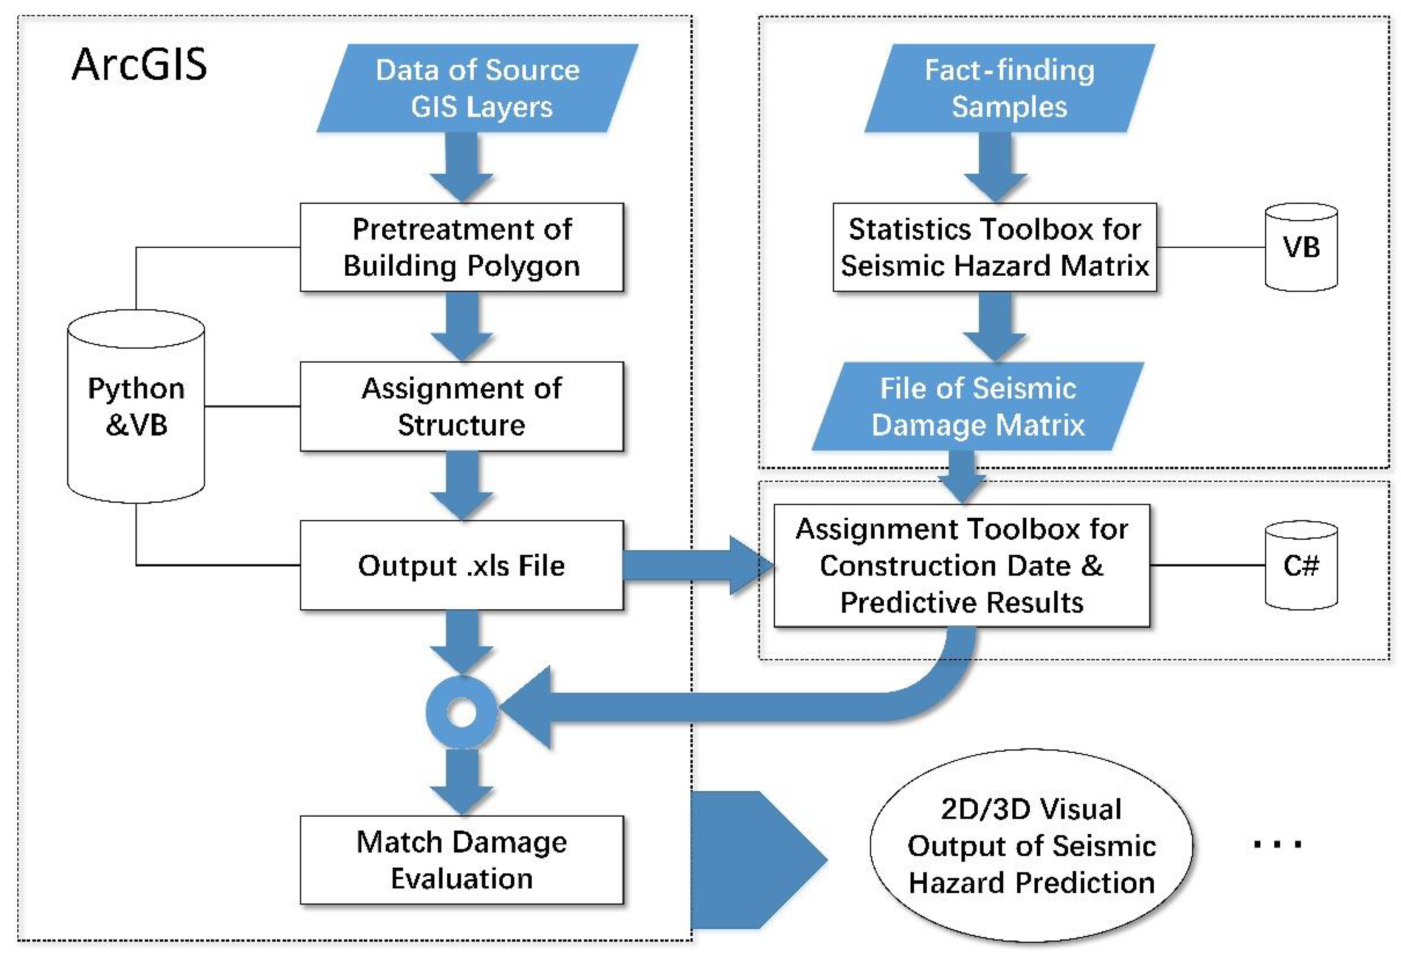 ArcGIS
Data of Source
GIS Layers
Pretreatment of
Building Polygon
Python
&VB
Assignment of
Structure
Output .xls File
Match Damage
Evaluation
Fact-finding
Samples
Statistics Toolbox for
Seismic Hazard Matrix
VB
File of Seismic
Damage Matrix
Assignment Toolbox for
Construction Date &
Predictive Results
C#
2D/3D Visual
Output of Seismic
Hazard Prediction
...